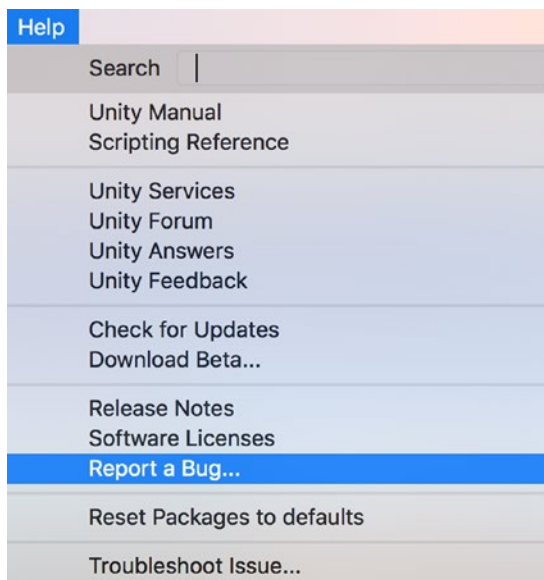 Help
Search
Unity Manual
Scripting Reference
Unity Services
Unity Forum
Unity Answers
Unity Feedback
Check for Updates
Download Beta...
Release Notes
Software Licenses
Report a Bug...
Reset Packages to defaults
Troubleshoot Issue...